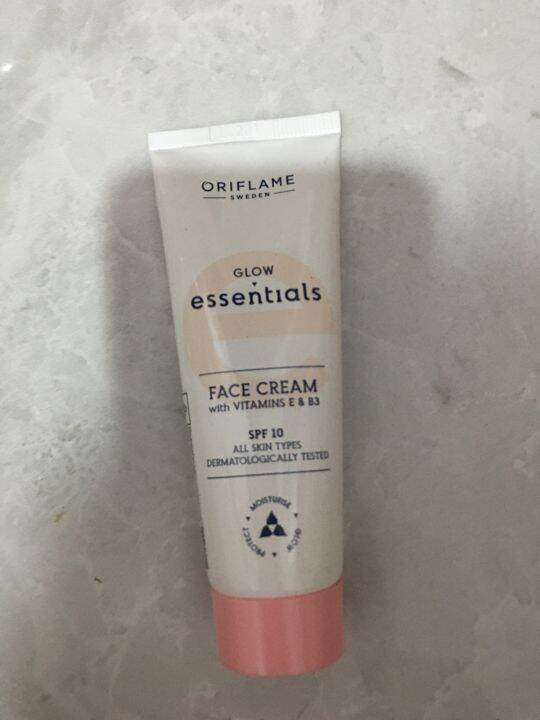 ORIFLAME
SWEDEN
GLOW
essentials
FACE CREAM
with VITAMINS E & B3
SPF 10
ALL SKIN TYPES
DERMATOLOGICALLY TESTED
MOISTURISE
GLOW
PROTECT